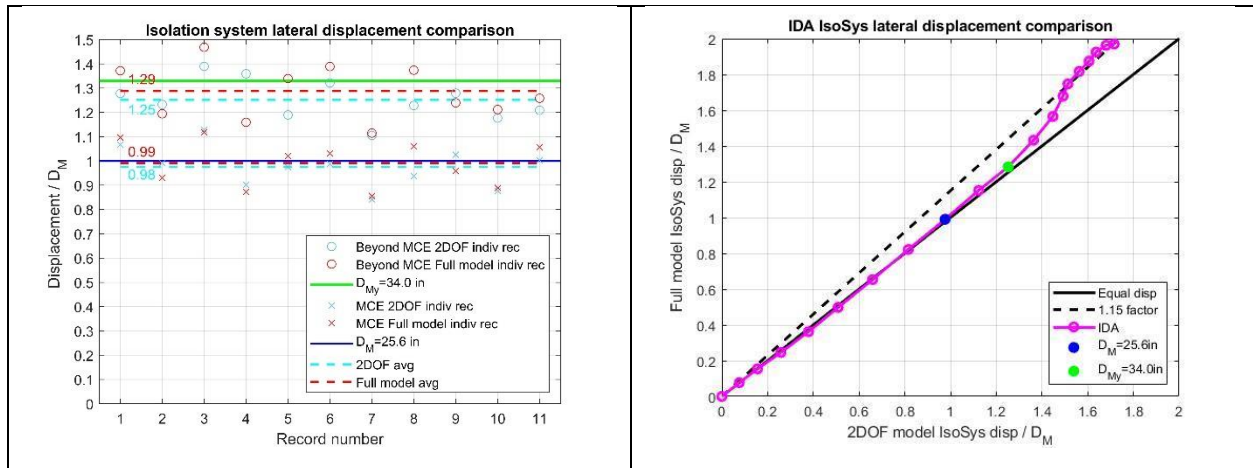 Isolation system lateral displacement comparison
1.5
1.4
1.3
1.2
1.1
1
0.9
0.8
0.7
0.6
0.5
0.4
0.3
0.2
0.1
0
Displacement / D_M
1.29
1.25
0.99
0.98
Beyond MCE 2DOF indiv rec
Beyond MCE Full model indiv rec
D_My=34.0 in
MCE 2DOF indiv rec
MCE Full model indiv rec
D_M=25.6 in
2DOF avg
Full model avg
1 2 3 4 5 6 7 8 9 10 11
Record number
IDA IsoSys lateral displacement comparison
2
1.8
1.6
1.4
1.2
1
0.8
0.6
0.4
0.2
0
Full model IsoSys disp / D_M
Equal disp
1.15 factor
IDA
D_M=25.6in
D_My=34.0in
0.2 0.4 0.6 0.8 1 1.2 1.4 1.6 1.8 2
2DOF model IsoSys disp / D_M